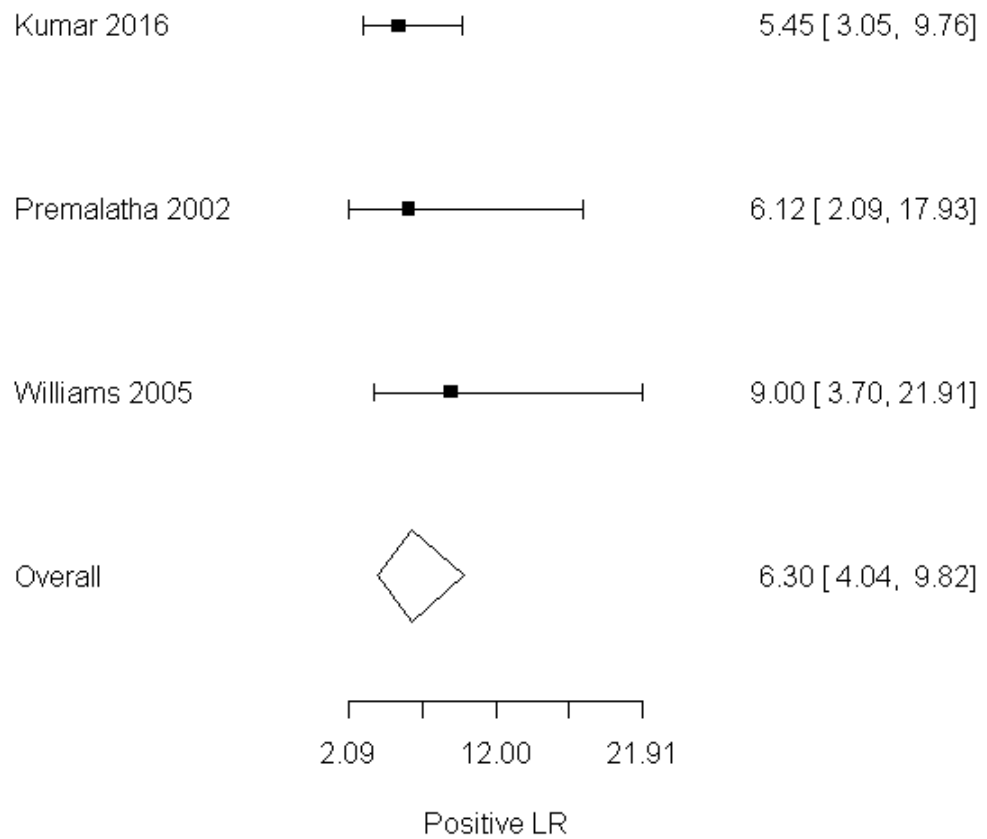 Kumar 2016 5.45 [ 3.05, 9.76]
Premalatha 2002 6.12 [ 2.09, 17.93]
Williams 2005 9.00 [ 3.70, 21.91]
Overall 6.30 [ 4.04, 9.82]
2.09 12.00 21.91
Positive LR